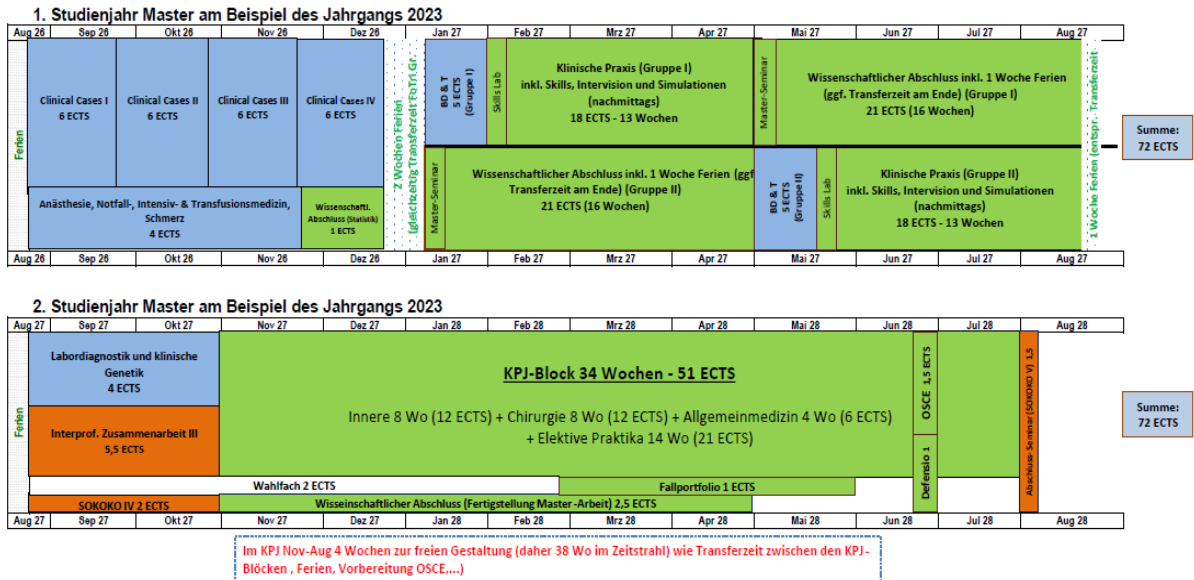 1. Studienjahr Master am Beispiel des Jahrgangs 2023
Aug 26 Sep 26 Okt 26 Nov 26 Dez 26 Jan 27 Feb 27 Mrz 27 Apr 27 Mai 27 Jun 27 Jul 27 Aug 27
Ferien
Clinical Cases I
6 ECTS
Clinical Cases II
6 ECTS
Clinical Cases III
6 ECTS
Clinical Cases IV
6 ECTS
Anästhesie, Notfall-, Intensiv- & Transfusionsmedizin,
Schmerz
4 ECTS
Wissenschaftl.
Abschluss (Statistik)
1 ECTS
2 Wochen Ferien
(gleichzeitig Transferzeit FbTri Gr.
BD & T
5 ECTS
(Gruppe I)
Skills Lab
Klinische Praxis (Gruppe I)
inkl. Skills, Intervision und Simulationen
(nachmittags)
18 ECTS - 13 Wochen
Master-Seminar
Wissenschaftlicher Abschluss inkl. 1 Woche Ferien
(ggf. Transferzeit am Ende) (Gruppe I)
21 ECTS (16 Wochen)
Master-Seminar
Wissenschaftlicher Abschluss inkl. 1 Woche Ferien (ggf
Transferzeit am Ende) (Gruppe II)
21 ECTS (16 Wochen)
BD & T
5 ECTS
(Gruppe II)
Skills Lab
Klinische Praxis (Gruppe II)
inkl. Skills, Intervision und Simulationen
(nachmittags)
18 ECTS - 13 Wochen
1 Woche Ferien (entspr. Transferzeit
Summe:
72 ECTS
Aug 26 Sep 26 Okt 26 Nov 26 Dez 26 Jan 27 Feb 27 Mrz 27 Apr 27 Mai 27 Jun 27 Jul 27 Aug 27
2. Studienjahr Master am Beispiel des Jahrgangs 2023
Aug 27 Sep 27 Okt 27 Nov 27 Dez 27 Jan 28 Feb 28 Mrz 28 Apr 28 Mai 28 Jun 28 Jul 28 Aug 28
Ferien
Labordiagnostik und klinische
Genetik
4 ECTS
Interprof. Zusammenarbeit III
5,5 ECTS
KPJ-Block 34 Wochen - 51 ECTS
Innere 8 Wo (12 ECTS) + Chirurgie 8 Wo (12 ECTS) + Allgemeinmedizin 4 Wo (6 ECTS)
+ Elektive Praktika 14 Wo (21 ECTS)
OSCE 1,5 ECTS
Defensio 1
Abschluss-Seminar (SOKOKO V) 1,5
Summe:
72 ECTS
Wahlfach 2 ECTS
Fallportfolio 1 ECTS
SOKOKO IV 2 ECTS
Wisseinschaftlicher Abschluss (Fertigstellung Master-Arbeit) 2,5 ECTS
Aug 27 Sep 27 Okt 27 Nov 27 Dez 27 Jan 28 Feb 28 Mrz 28 Apr 28 Mai 28 Jun 28 Jul 28 Aug 28
Im KPJ Nov-Aug 4 Wochen zur freien Gestaltung (daher 38 Wo im Zeitstrahl) wie Transferzeit zwischen den KPJ-
Blöcken , Ferien, Vorbereitung OSCE,...)